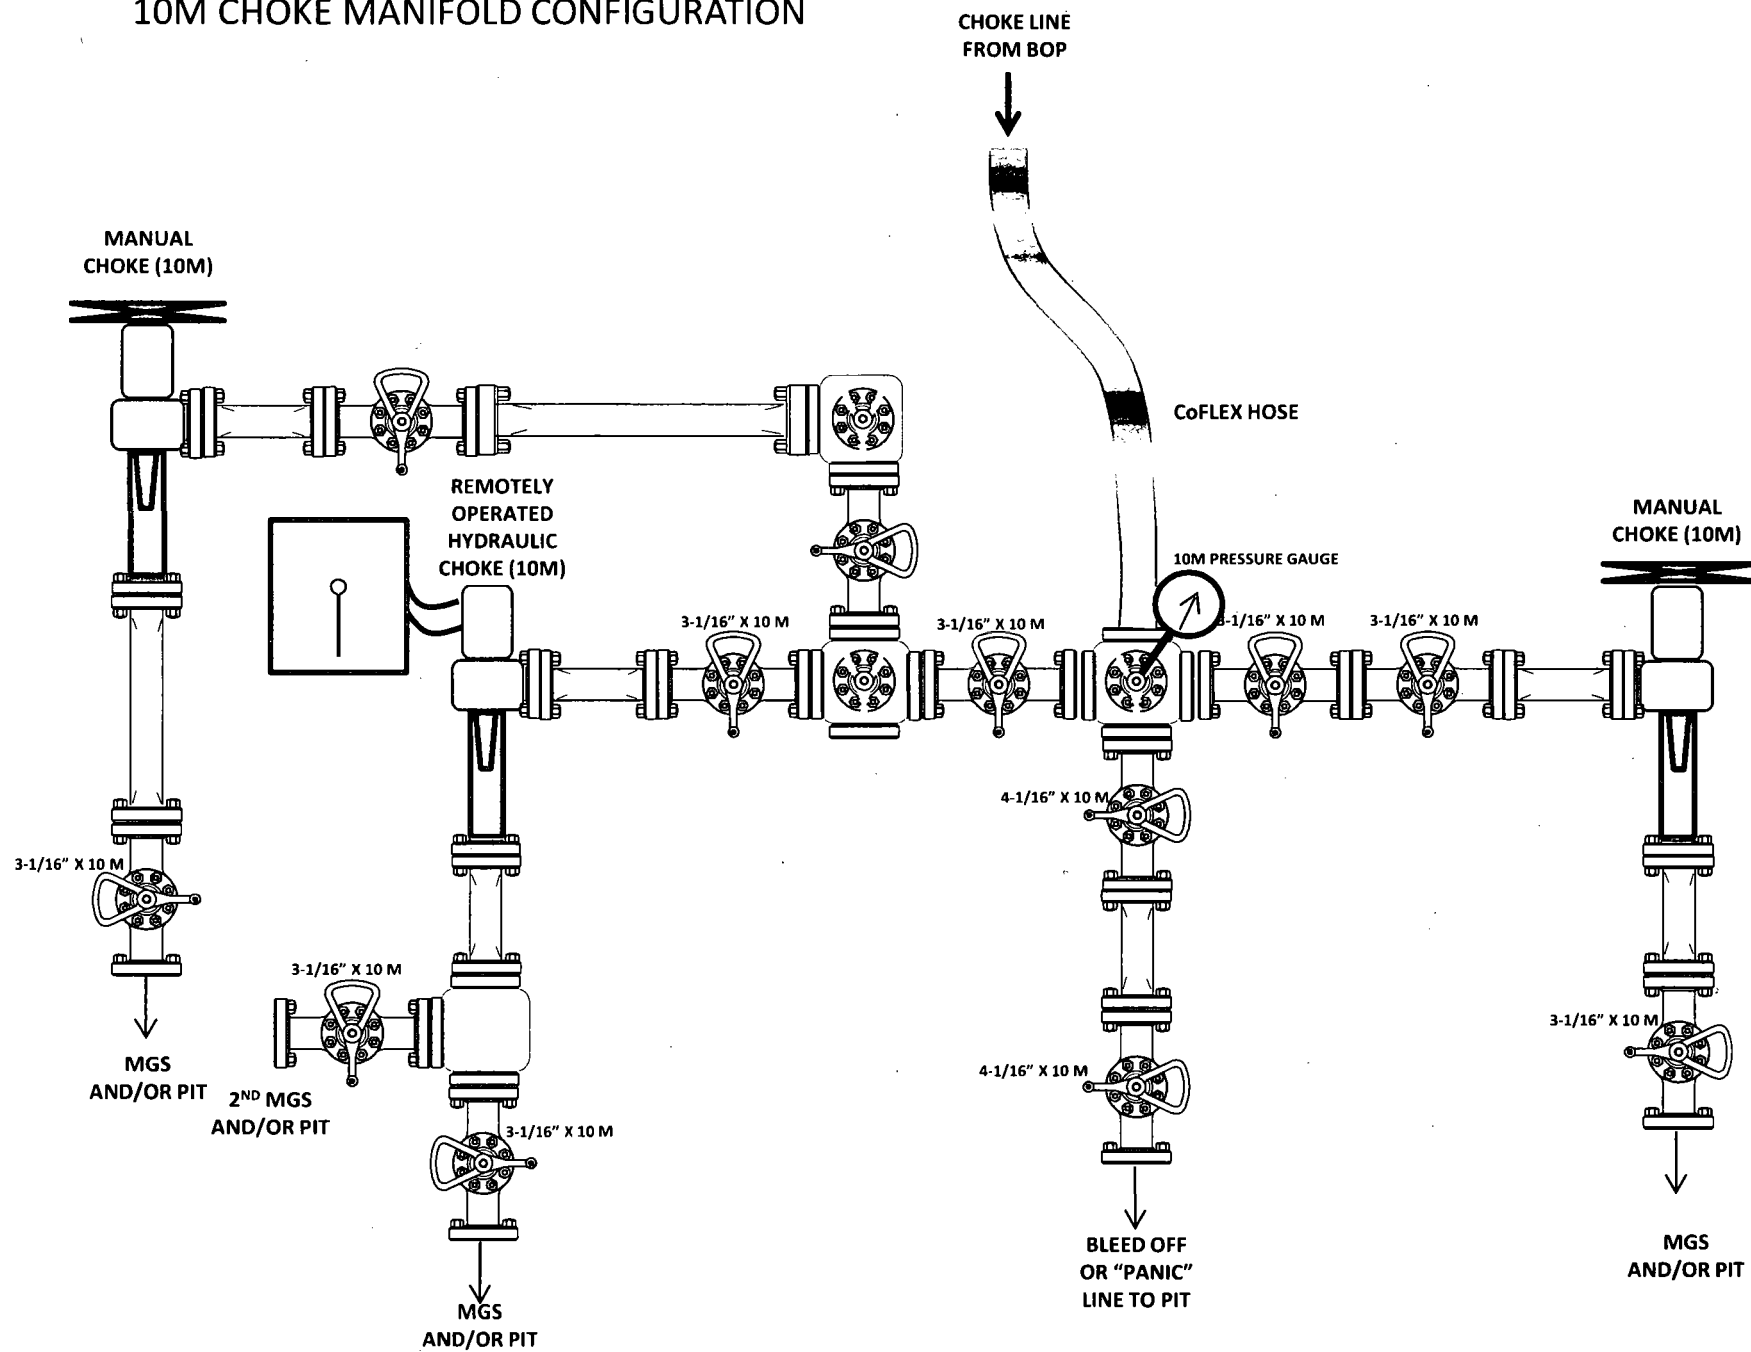 10M CHOKE MANIFOLD CONFIGURATION
CHOKE LINE
FROM BOP
MANUAL
CHOKE (10M)
CoFLEX HOSE
REMOTELY
OPERATED
HYDRAULIC
CHOKE (10M)
MANUAL
CHOKE (10M)
10M PRESSURE GAUGE
3-1/16” X 10 M
3-1/16” X 10 M
3-1/16” X 10 M
3-1/16” X 10 M
4-1/16” X 10 M
3-1/16” X 10 M
3-1/16” X 10 M
3-1/16” X 10 M
4-1/16” X 10 M
MGS
AND/OR PIT
2ND MGS
AND/OR PIT
3-1/16” X 10 M
BLEED OFF
OR “PANIC”
LINE TO PIT
MGS
AND/OR PIT
MGS
AND/OR PIT